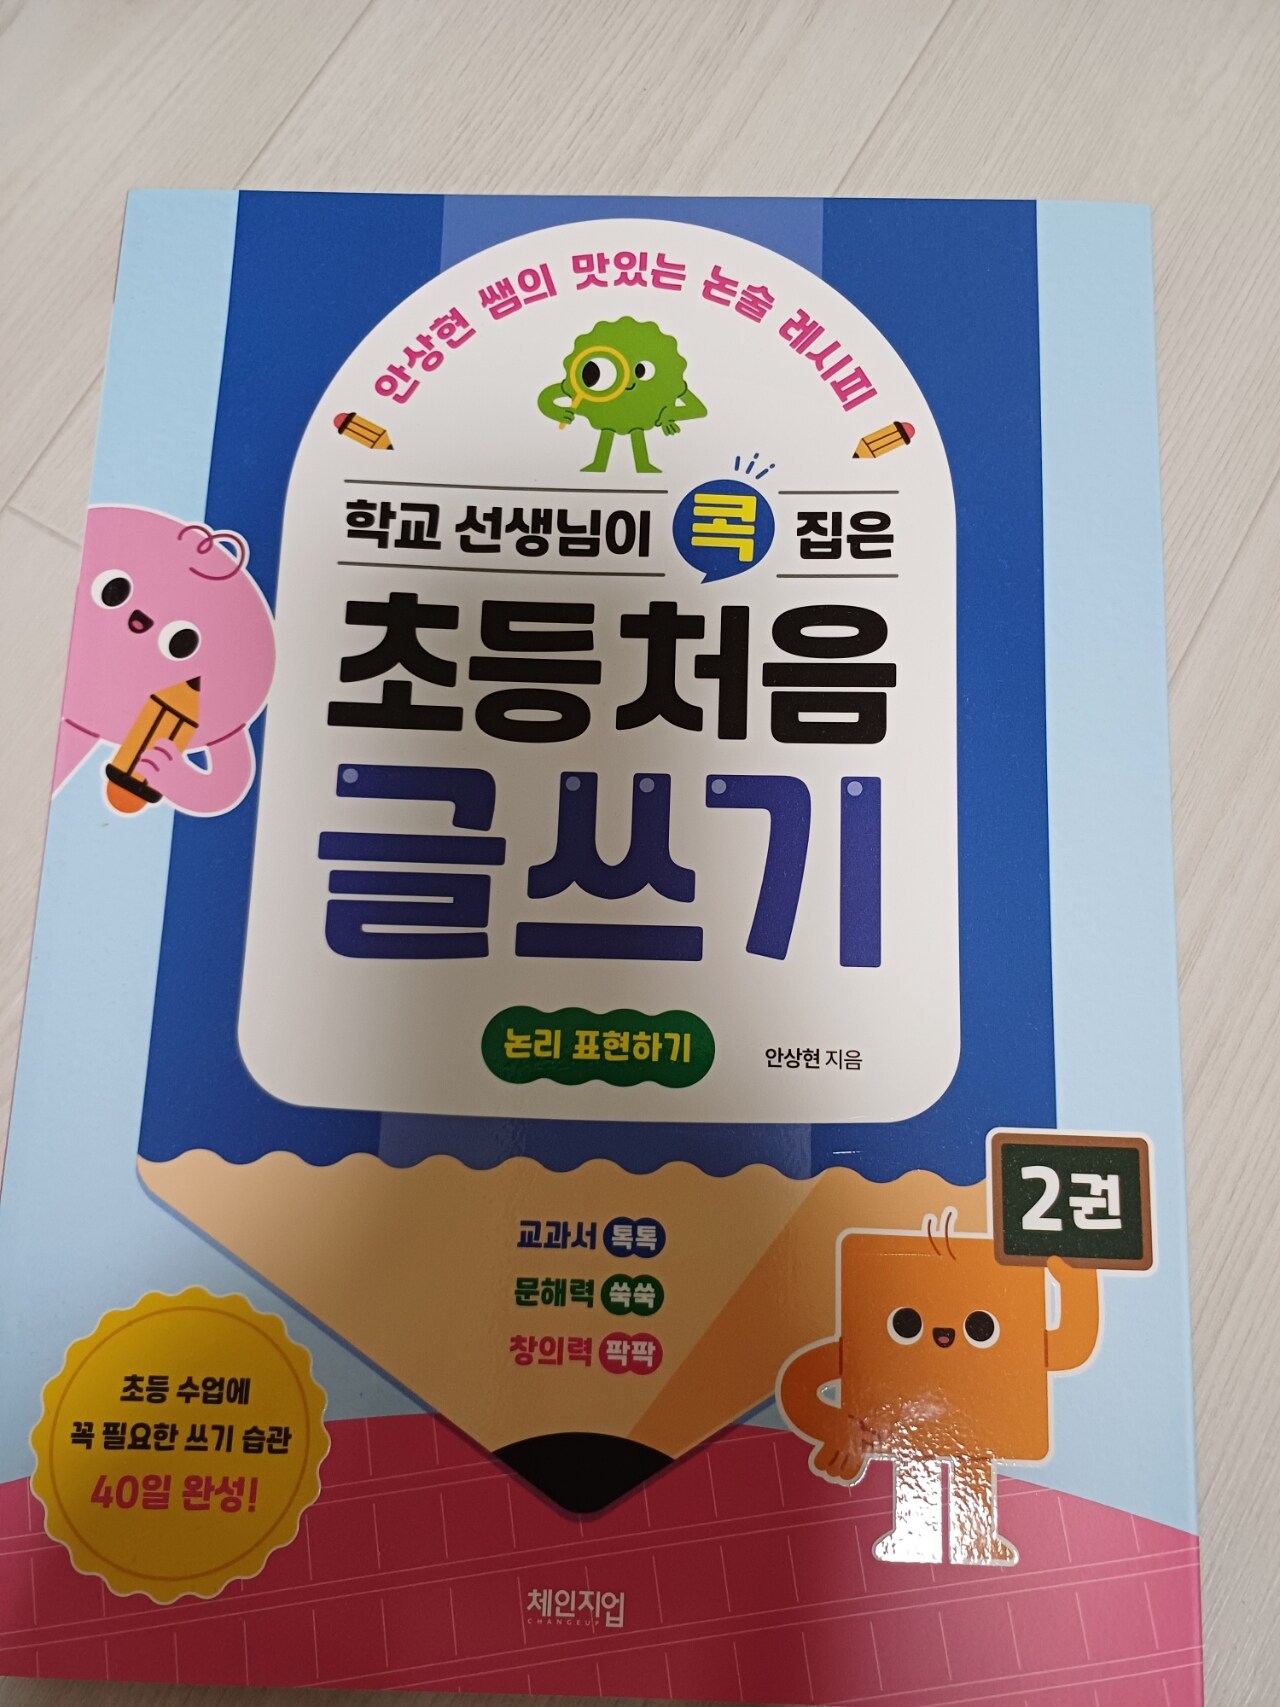 안상현 쌤의 맛있는 논술 레시피
학교 선생님이 콕 집은
초등 처음
글쓰기
논리 표현하기
안상현 지음
2권
교과서 톡톡
문해력 쑥쑥
창의력 팍팍
초등 수업에
꼭 필요한 쓰기 습관
40일 완성!
체인지업
CHANGEUP